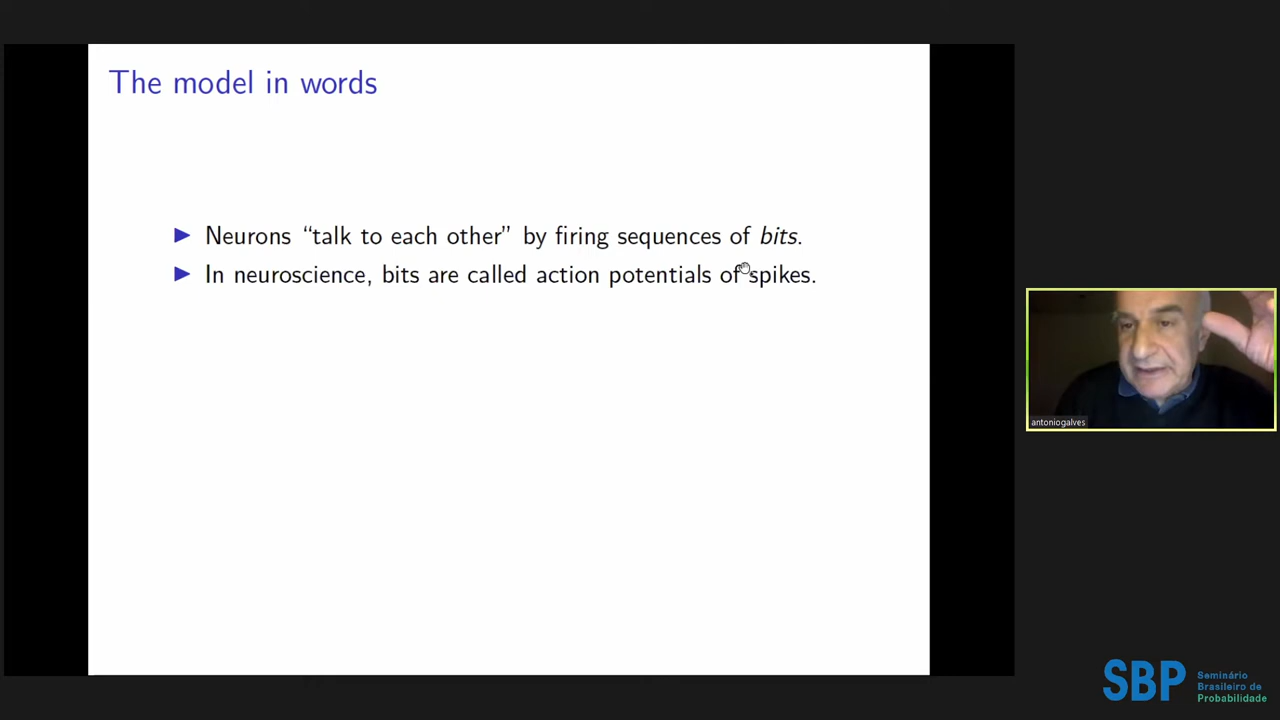 The model in words
▶ Neurons “talk to each other” by firing sequences of bits.
▶ In neuroscience, bits are called action potentials of spikes.
antoniogalves
SBP
Seminário
Brasileiro de
Probabilidade